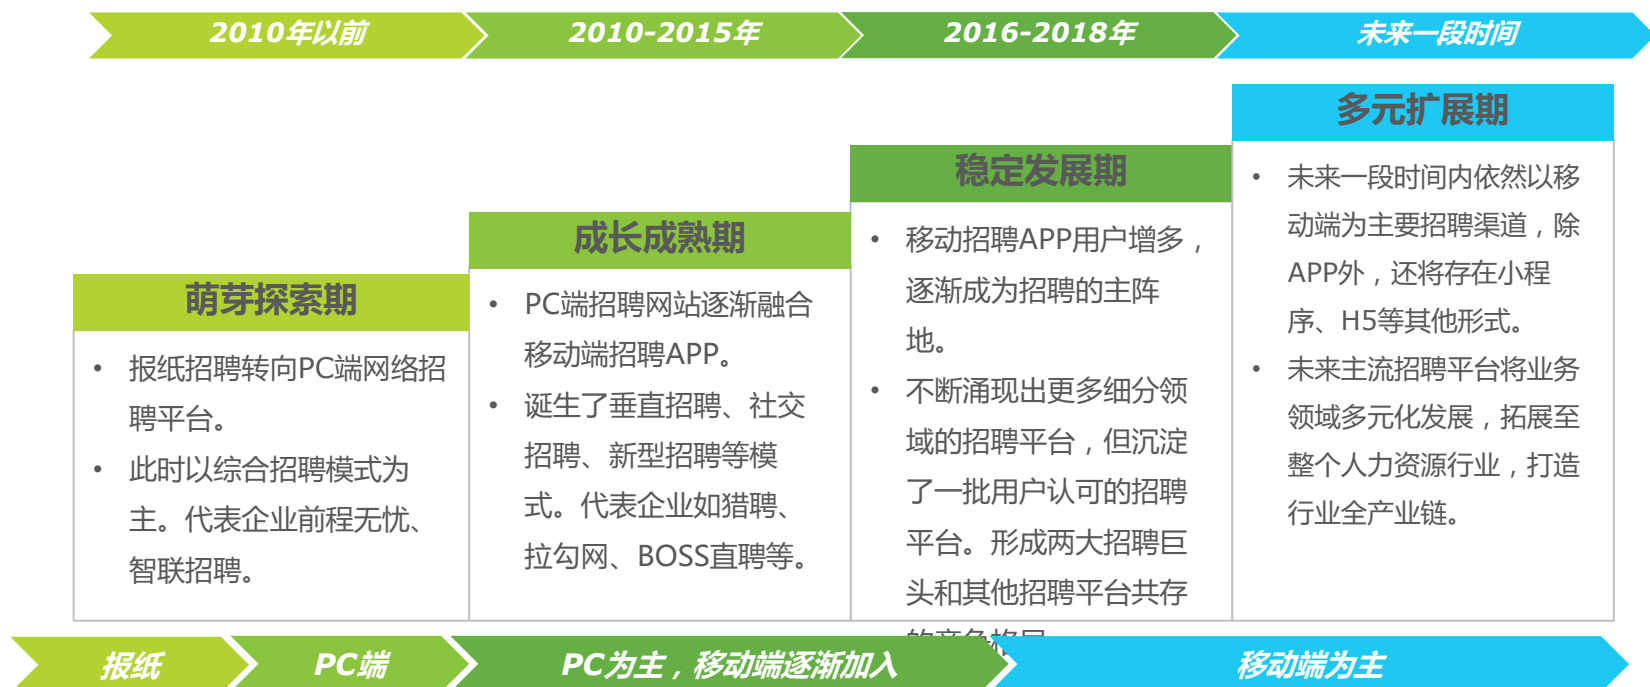 2010年以前
2010-2015年
2016-2018年
未来一段时间
萌芽探索期
• 报纸招聘转向PC端网络招
聘平台。
• 此时以综合招聘模式为
主。代表企业前程无忧、
智联招聘。
成长成熟期
• PC端招聘网站逐渐融合
移动端招聘APP。
• 诞生了垂直招聘、社交
招聘、新型招聘等模
式。代表企业如猎聘、
拉勾网、BOSS直聘等。
稳定发展期
• 移动招聘APP用户增多，
逐渐成为招聘的主阵
地。
• 不断涌现出更多细分领
域的招聘平台，但沉淀
了一批用户认可的招聘
平台。形成两大招聘巨
头和其他招聘平台共存
多元扩展期
• 未来一段时间内依然以移
动端为主要招聘渠道，除
APP外，还将存在小程
序、H5等其他形式。
• 未来主流招聘平台将业务
领域多元化发展，拓展至
整个人力资源行业，打造
行业全产业链。
报纸
PC端
PC为主，移动端逐渐加入
移动端为主